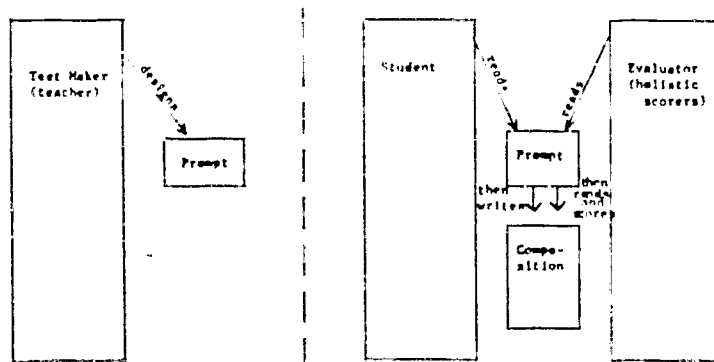 Test Maker
(teacher)
designs
Prompt
Student
reads
reads
Evaluator
(holistic
scorers)
Prompt
then
writes
then
reads
and
scores
Compo-
sition